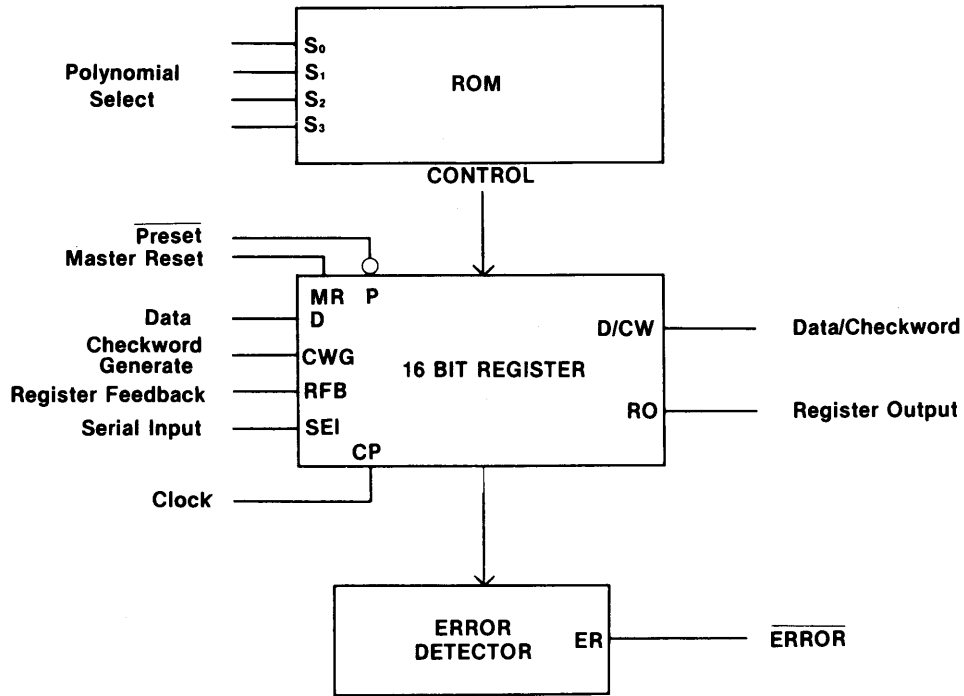 S₀
Polynomial
Select
S₁
S₂
S₃
ROM
CONTROL
Preset
Master Reset
MR P
Data
D
D/CW
Data/Checkword
Checkword
Generate
CWG
16 BIT REGISTER
Register Feedback
RFB
RO
Register Output
Serial Input
SEI
CP
Clock
ERROR
DETECTOR
ER
ERROR